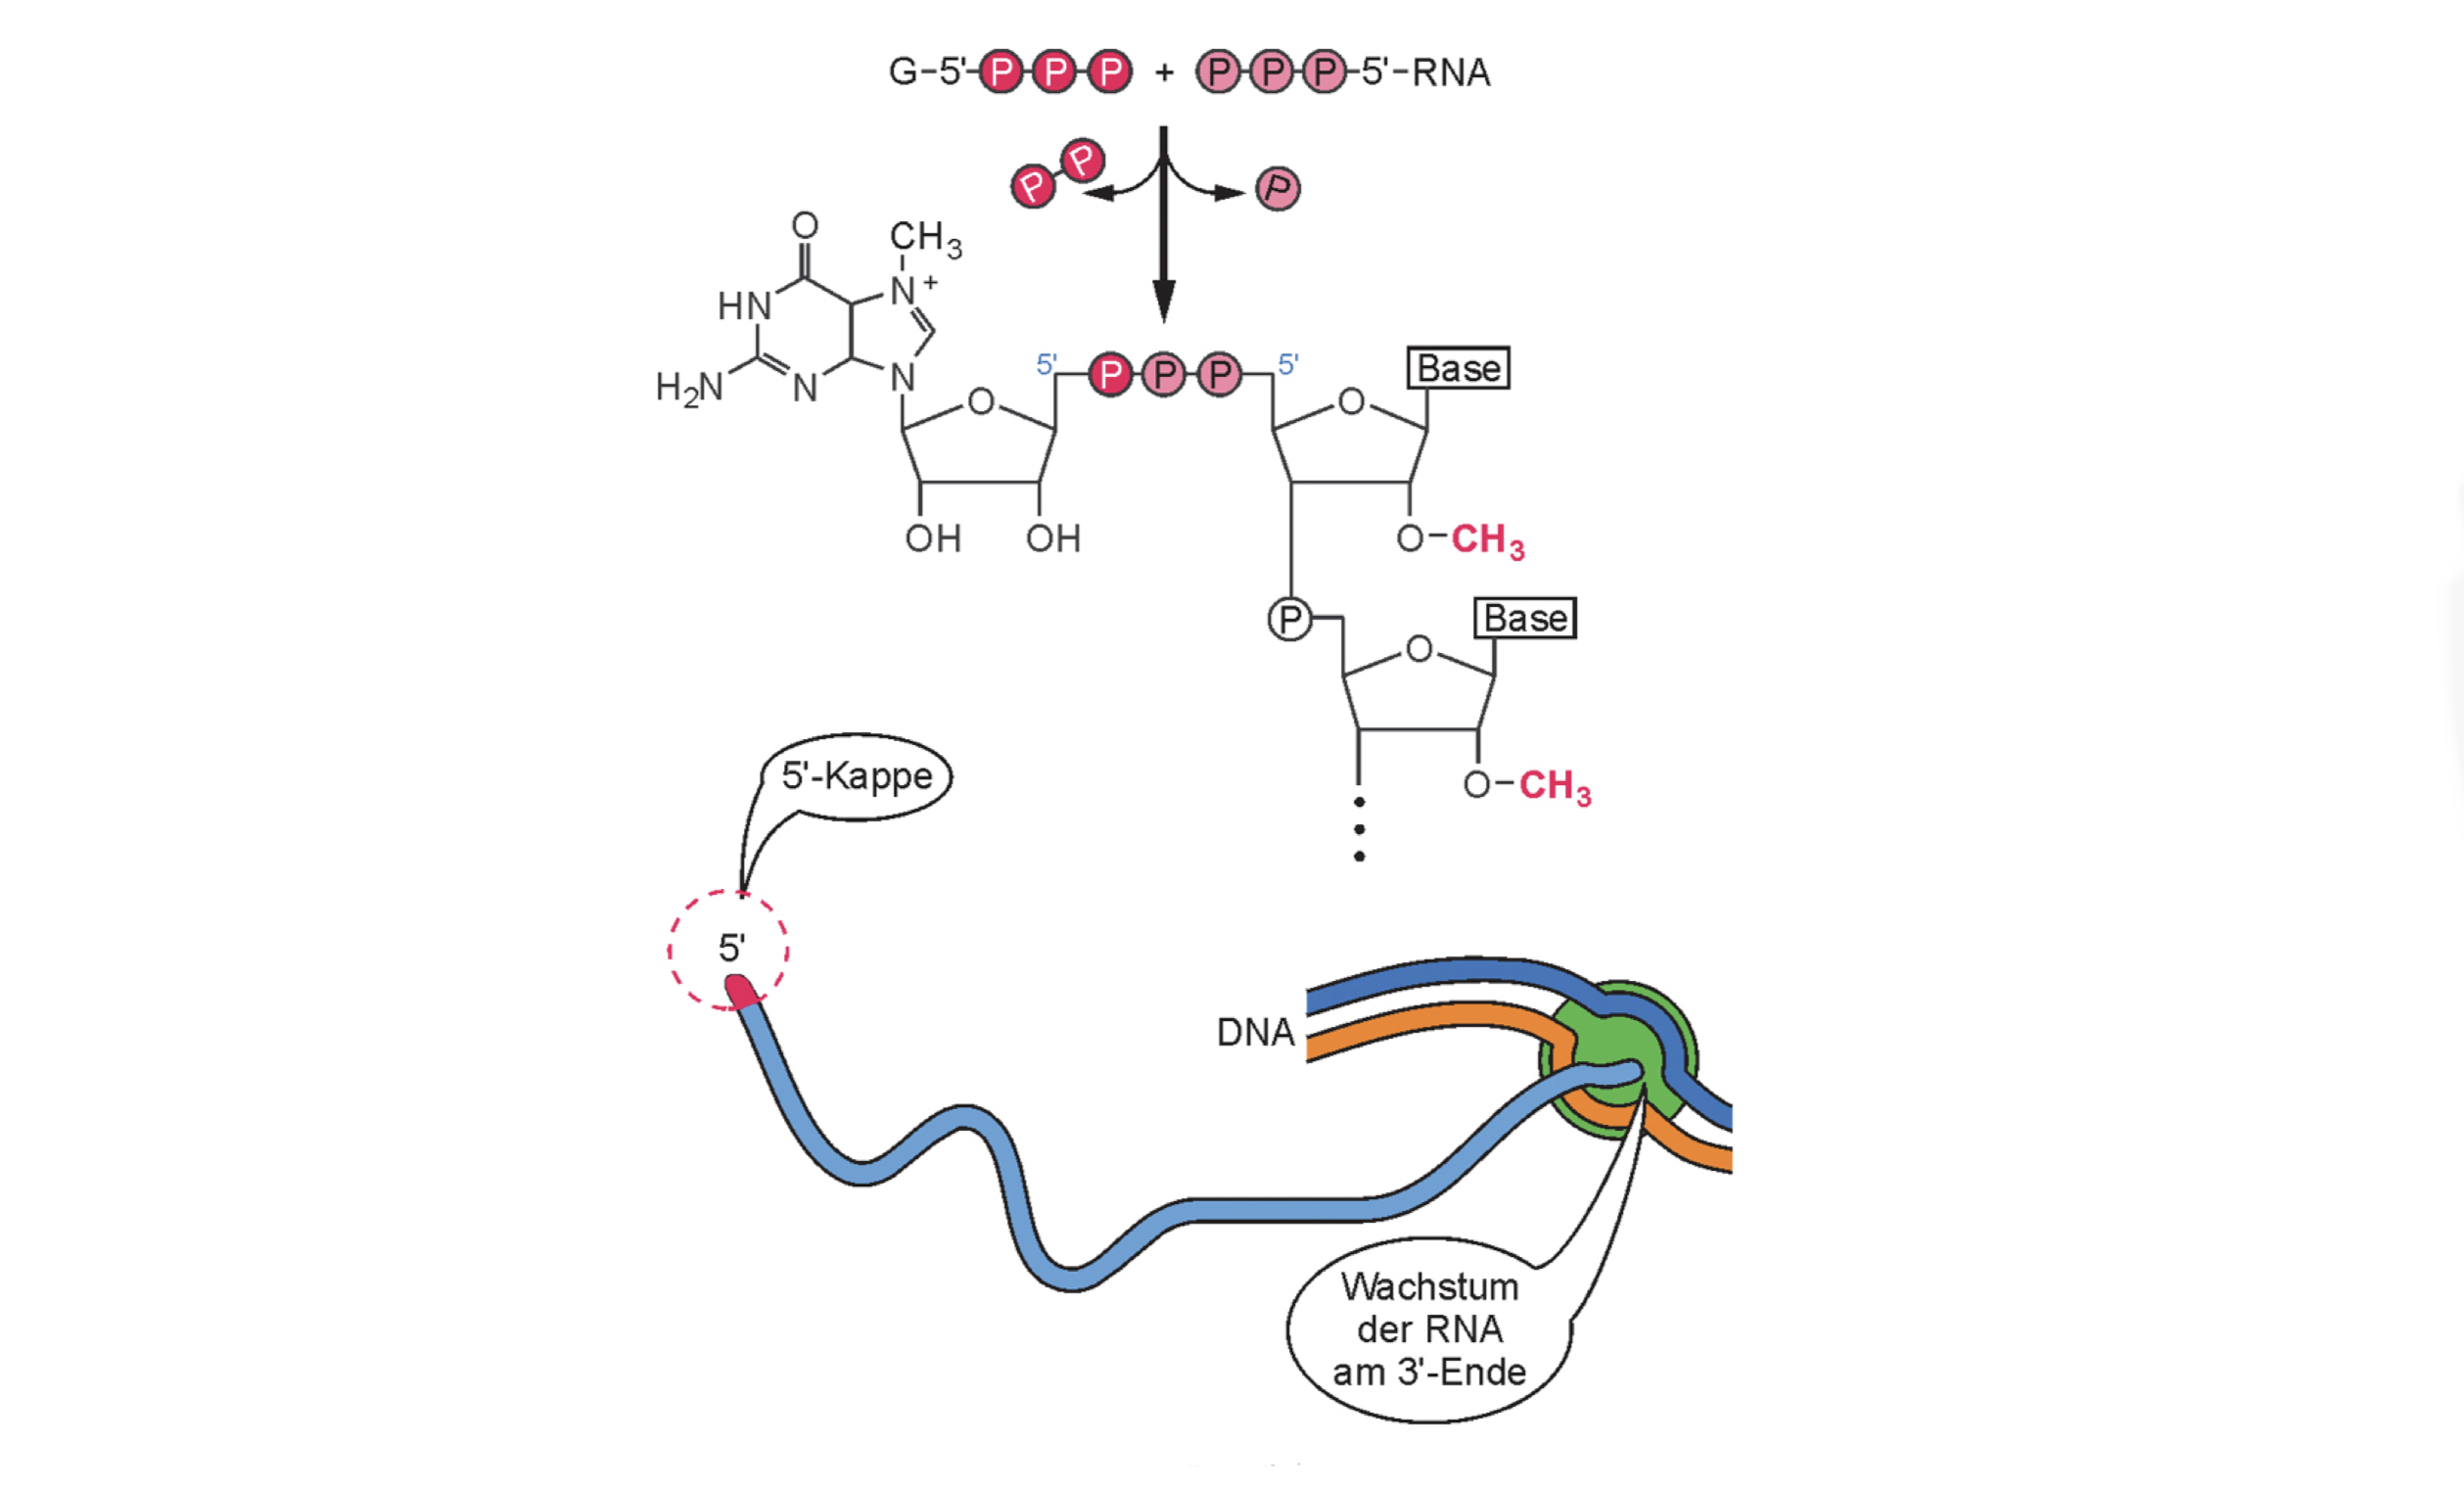 G-5'-P-P-P + P-P-P-5'-RNA
P-P
P
O
CH3
HN
N+
H2N
N
N
5'
P-P-P
5'
Base
O
O
OH
OH
O-CH3
P
Base
O
O-CH3
5'-Kappe
5'
DNA
Wachstum
der RNA
am 3'-Ende